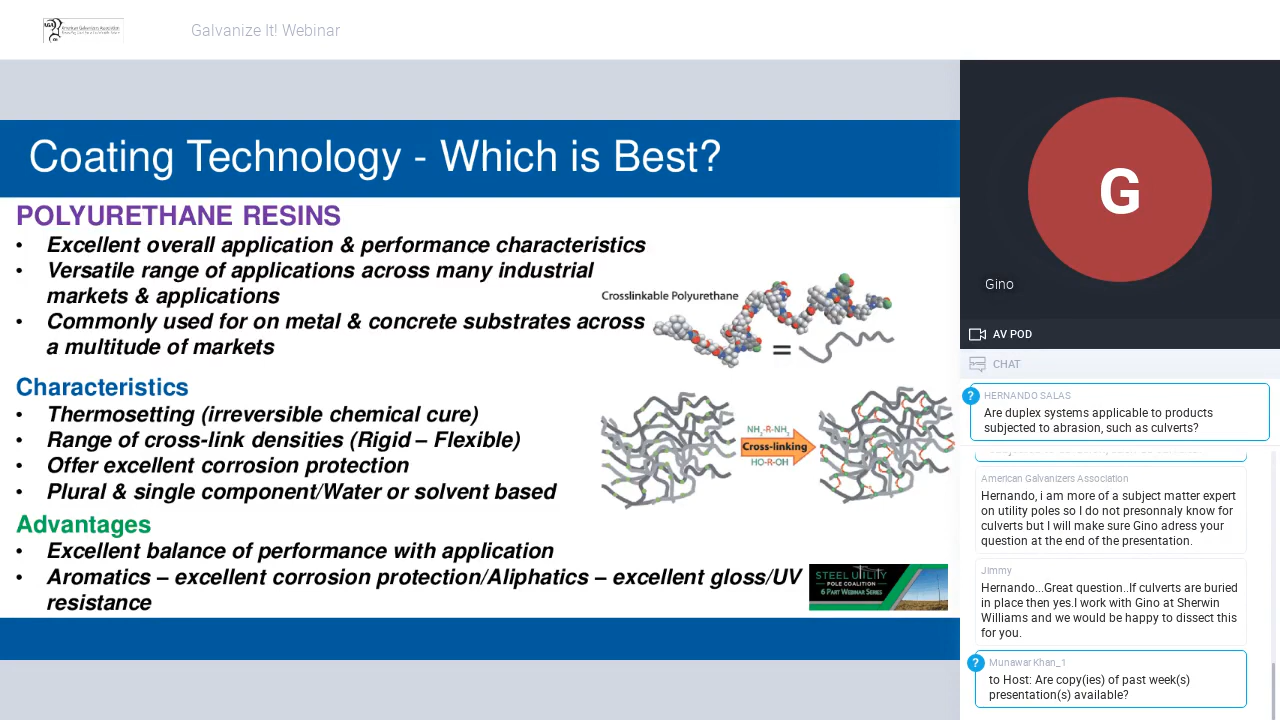 AGA
American Galvanizers Association
Galvanize It! Webinar
Coating Technology - Which is Best?
POLYURETHANE RESINS
• Excellent overall application & performance characteristics
• Versatile range of applications across many industrial
markets & applications
• Commonly used for on metal & concrete substrates across
a multitude of markets
Crosslinkable Polyurethane
=
Characteristics
• Thermosetting (irreversible chemical cure)
• Range of cross-link densities (Rigid – Flexible)
• Offer excellent corrosion protection
• Plural & single component/Water or solvent based
NH2-R-NH2
Cross-linking
HO-R-OH
Advantages
• Excellent balance of performance with application
• Aromatics – excellent corrosion protection/Aliphatics – excellent gloss/UV
resistance
STEEL UTILITY
POLE COALITION
6 PART WEBINAR SERIES
G
Gino
AV POD
CHAT
?
HERNANDO SALAS
Are duplex systems applicable to products
subjected to abrasion, such as culverts?
American Galvanizers Association
Hernando, i am more of a subject matter expert
on utility poles so I do not presonnaly know for
culverts but I will make sure Gino adress your
question at the end of the presentation.
Jimmy
Hernando...Great question..If culverts are buried
in place then yes.I work with Gino at Sherwin
Williams and we would be happy to dissect this
for you.
?
Munawar Khan_1
to Host: Are copy(ies) of past week(s)
presentation(s) available?